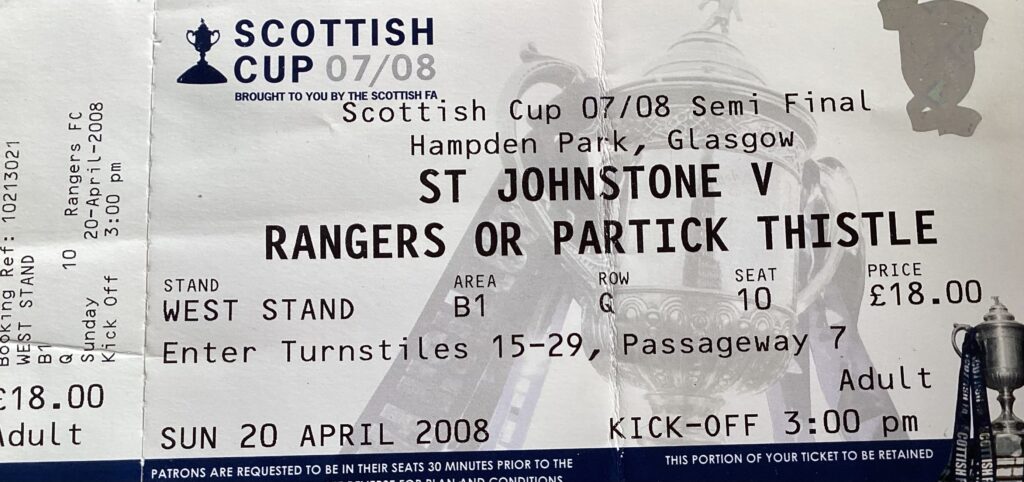 Booking Ref: 10213021
WEST STAND
B1
Q 10 Rangers FC
Sunday 20-April-2008
Kick Off 3:00 pm
£18.00
Adult
SCOTTISH
CUP 07/08
BROUGHT TO YOU BY THE SCOTTISH FA
Scottish Cup 07/08 Semi Final
Hampden Park, Glasgow
ST JOHNSTONE V
RANGERS OR PARTICK THISTLE
STAND AREA ROW SEAT PRICE
WEST STAND B1 Q 10 £18.00
Enter Turnstiles 15-29, Passageway 7
Adult
SUN 20 APRIL 2008 KICK-OFF 3:00 pm
PATRONS ARE REQUESTED TO BE IN THEIR SEATS 30 MINUTES PRIOR TO THE
REVERSE FOR PLAN AND CONDITIONS
THIS PORTION OF YOUR TICKET TO BE RETAINED